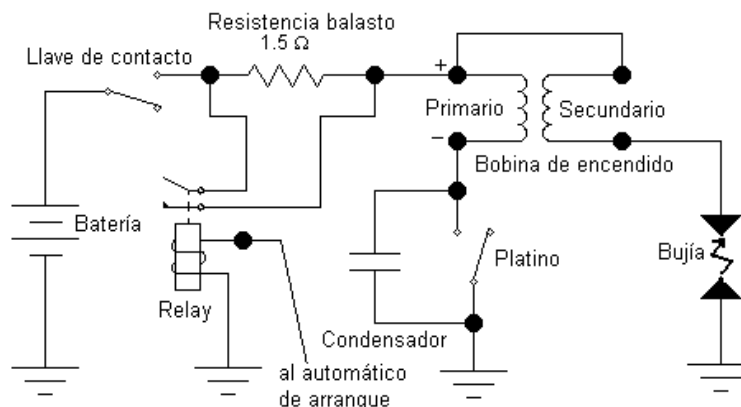 Resistencia balasto
1.5 Ω
Llave de contacto
+
Primario
Secundario
−
Bobina de encendido
Batería
Platino
Bujía
Relay
Condensador
al automático
de arranque